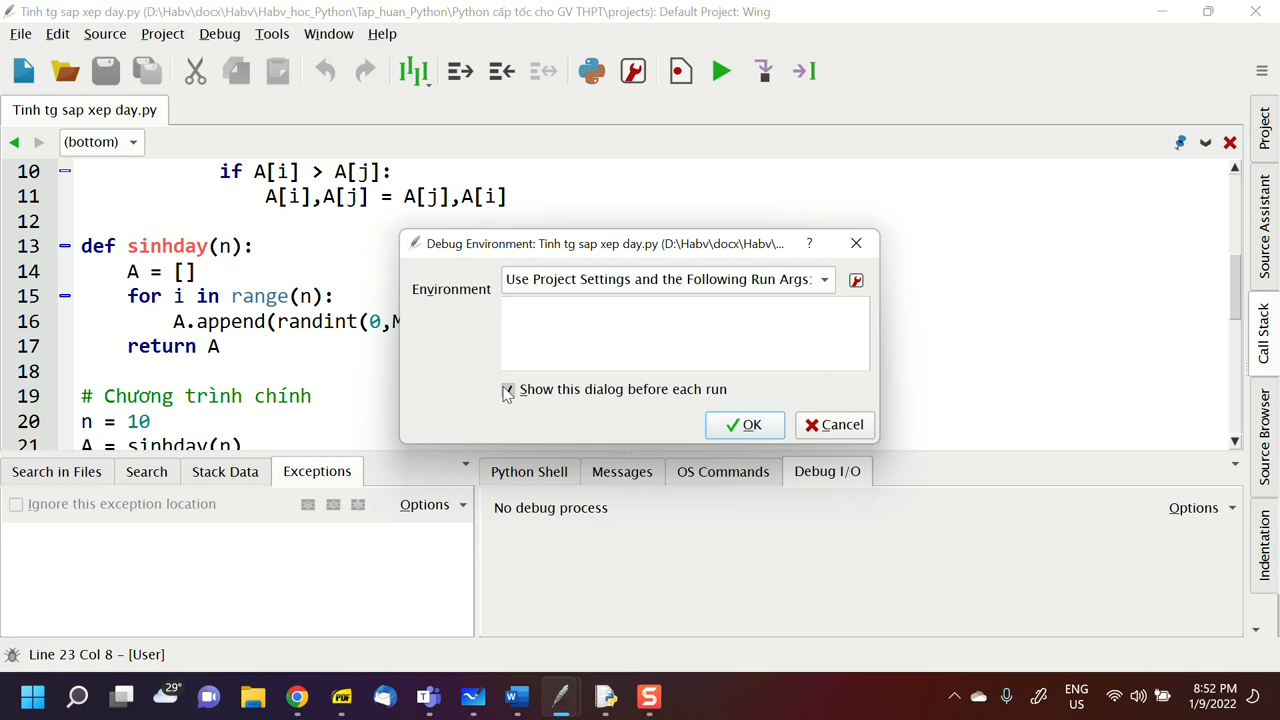 Tinh tg sap xep day.py (D:\Habv\docx\Habv\Habv_hoc_Python\Tap_huan_Python\Python cấp tốc cho GV THPT\projects): Default Project: Wing
File Edit Source Project Debug Tools Window Help
Tinh tg sap xep day.py
(bottom)
10 if A[i] > A[j]:
11 A[i],A[j] = A[j],A[i]
12
13 def sinhday(n):
14 A = []
15 for i in range(n):
16 A.append(randint(0,M
17 return A
18
19 # Chương trình chính
20 n = 10
21 A = sinhday(n)
Debug Environment: Tinh tg sap xep day.py (D:\Habv\docx\Habv\... ?
Environment Use Project Settings and the Following Run Args:
Show this dialog before each run
OK Cancel
Project
Source Assistant
Call Stack
Source Browser
Indentation
Search in Files Search Stack Data Exceptions
Ignore this exception location Options
Python Shell Messages OS Commands Debug I/O
No debug process Options
Line 23 Col 8 – [User]
29°
PDF
ENG
US
8:52 PM
1/9/2022